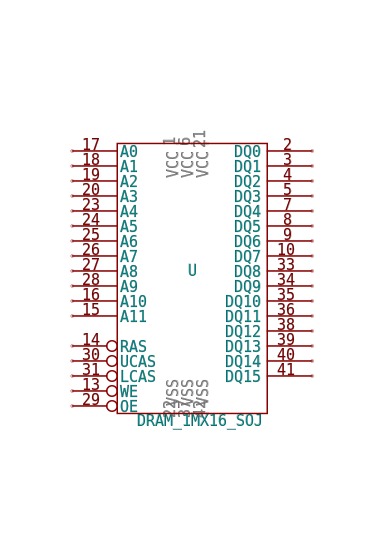 VCC 1
VCC 6
VCC 21
17 A0 DQ0 2
18 A1 DQ1 3
19 A2 DQ2 4
20 A3 DQ3 5
23 A4 DQ4 7
24 A5 DQ5 8
25 A6 DQ6 9
26 A7 DQ7 10
27 A8 U DQ8 33
28 A9 DQ9 34
16 A10 DQ10 35
15 A11 DQ11 36
DQ12 38
14 RAS DQ13 39
30 UCAS DQ14 40
31 LCAS DQ15 41
13 WE
29 OE
VSS
VSS
VSS
DRAM_1MX16_SOJ